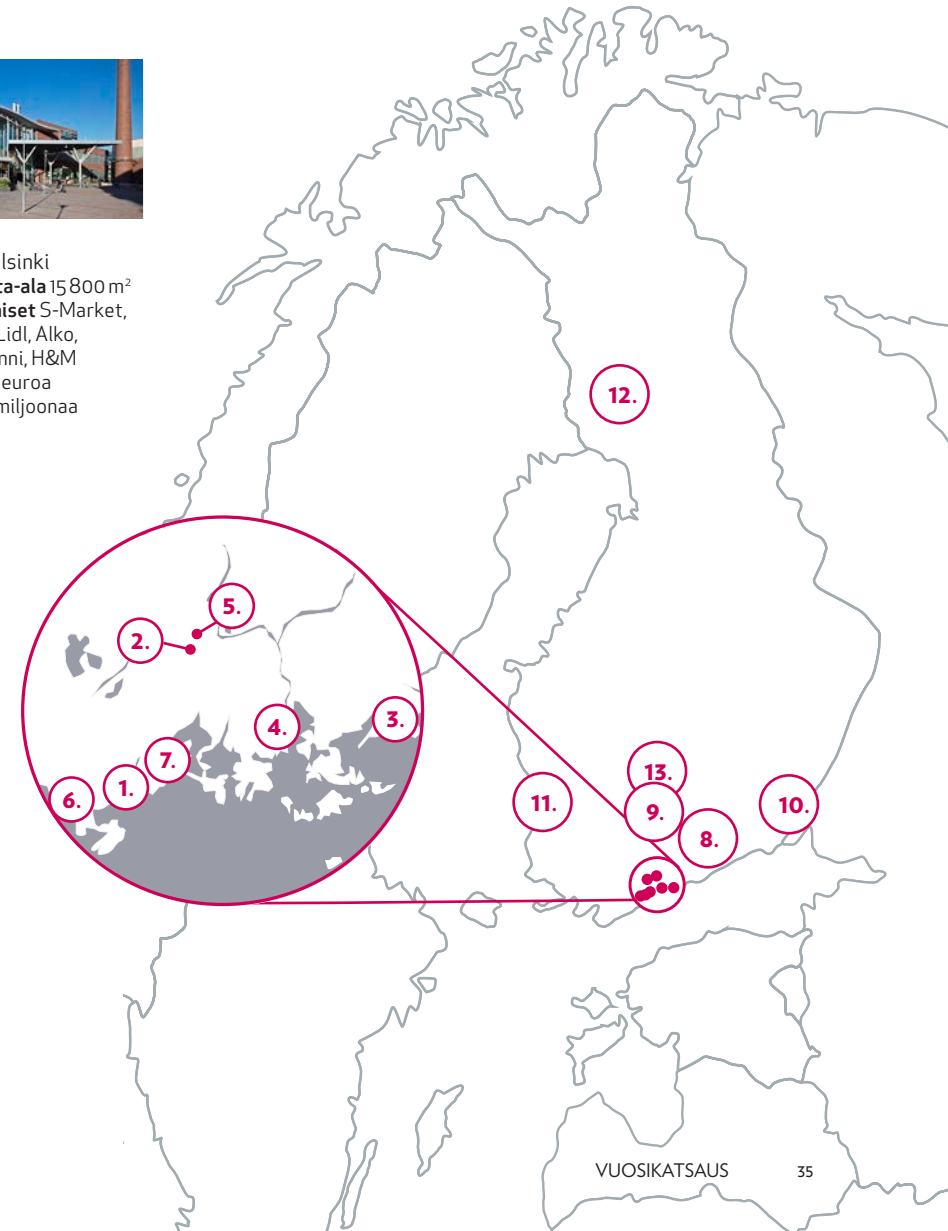 lsinki
ta-ala 15 800 m²
iset S-Market,
Lidl, Alko,
nni, H&M
euroa
miljoonaa
12.
5.
2.
4.
3.
7.
1.
6.
13.
11.
9.
10.
8.
VUOSIKATSAUS 35